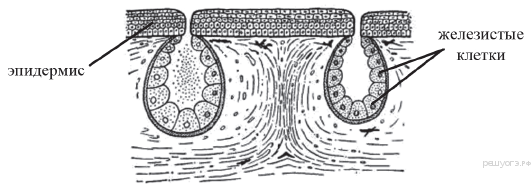 железистые
клетки
эпидермис
решуогэ.рф